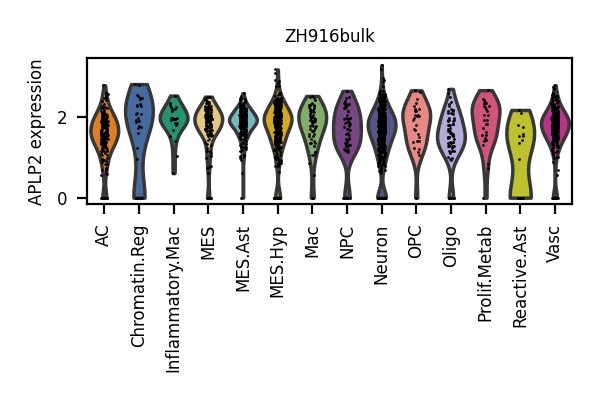 ZH916bulk
APLP2 expression
2
0
AC
Chromatin.Reg
Inflammatory.Mac
MES
MES.Ast
MES.Hyp
Mac
NPC
Neuron
OPC
Oligo
Prolif.Metab
Reactive.Ast
Vasc